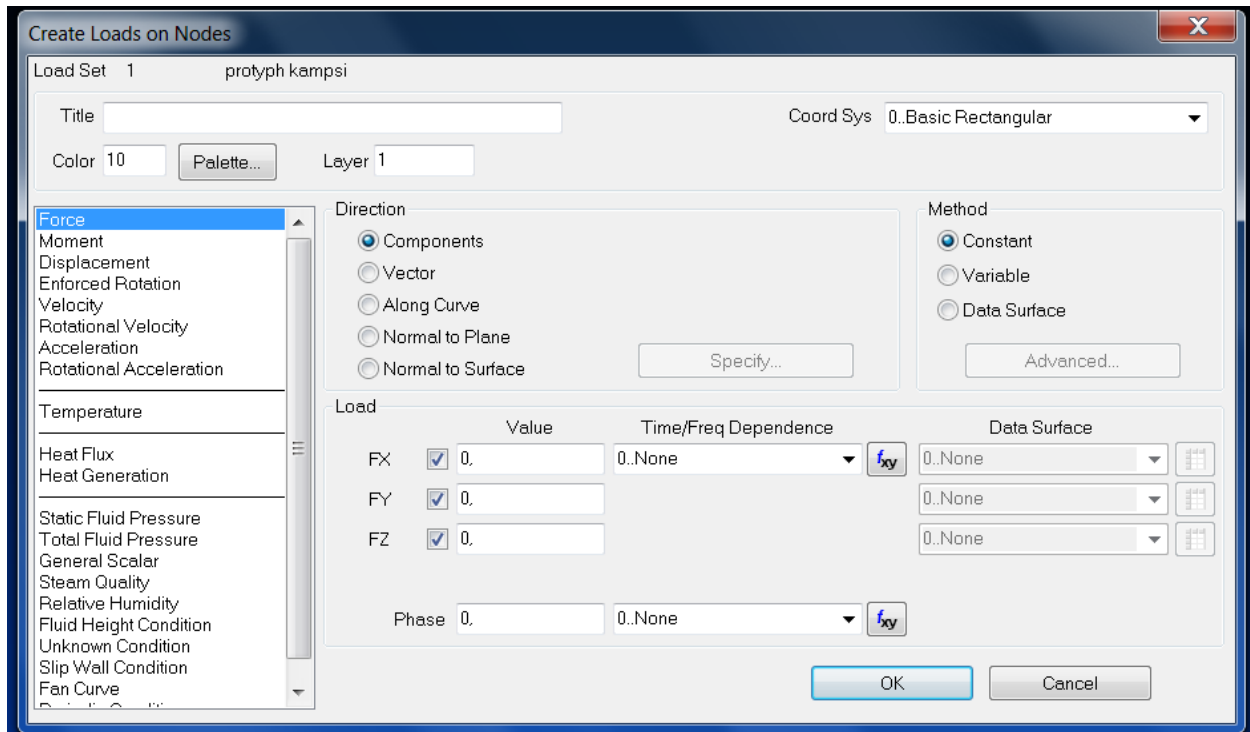 Create Loads on Nodes
X
Load Set 1 protyph kampsi
Title
Coord Sys 0..Basic Rectangular
Color 10 Palette... Layer 1
Force
Moment
Displacement
Enforced Rotation
Velocity
Rotational Velocity
Acceleration
Rotational Acceleration
Temperature
Heat Flux
Heat Generation
Static Fluid Pressure
Total Fluid Pressure
General Scalar
Steam Quality
Relative Humidity
Fluid Height Condition
Unknown Condition
Slip Wall Condition
Fan Curve
Direction
Components
Vector
Along Curve
Normal to Plane
Normal to Surface
Specify...
Method
Constant
Variable
Data Surface
Advanced...
Load
Value Time/Freq Dependence Data Surface
FX 0, 0..None fxy 0..None
FY 0, 0..None
FZ 0, 0..None
Phase 0, 0..None fxy
OK Cancel